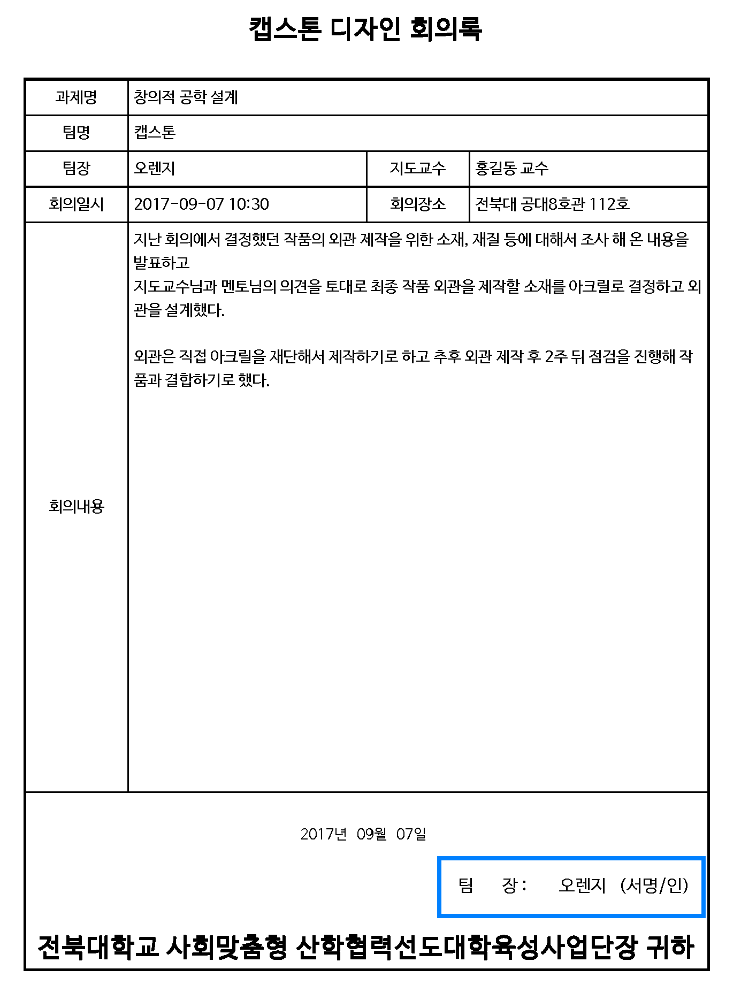 캡스톤 디자인 회의록
과제명 창의적 공학 설계
팀명 캡스톤
팀장 오렌지 지도교수 홍길동 교수
회의일시 2017-09-07 10:30 회의장소 전북대 공대8호관 112호
회의내용
지난 회의에서 결정했던 작품의 외관 제작을 위한 소재, 재질 등에 대해서 조사 해 온 내용을
발표하고
지도교수님과 멘토님의 의견을 토대로 최종 작품 외관을 제작할 소재를 아크릴로 결정하고 외
관을 설계했다.
외관은 직접 아크릴을 재단해서 제작하기로 하고 추후 외관 제작 후 2주 뒤 점검을 진행해 작
품과 결합하기로 했다.
2017년 09월 07일
팀 장 : 오렌지 (서명/인)
전북대학교 사회맞춤형 산학협력선도대학육성사업단장 귀하